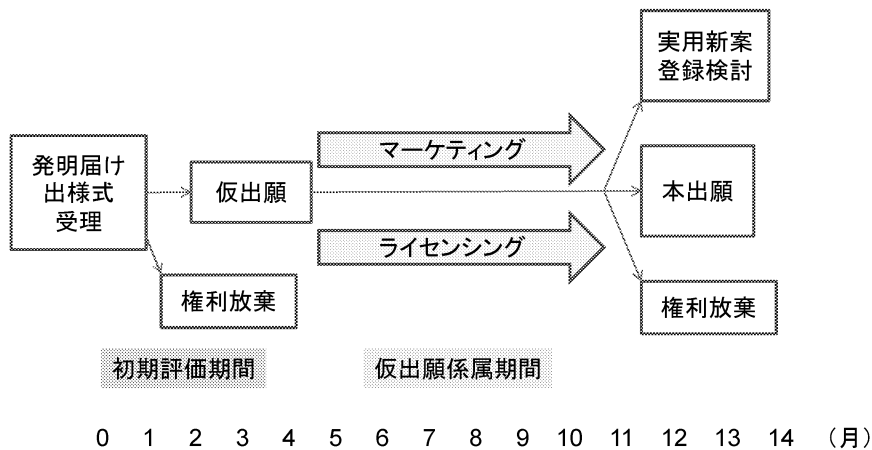 実用新案
登録検討
マーケティング
発明届け
出様式
受理
仮出願
本出願
ライセンシング
権利放棄
権利放棄
初期評価期間
仮出願係属期間
0 1 2 3 4 5 6 7 8 9 10 11 12 13 14 （月）